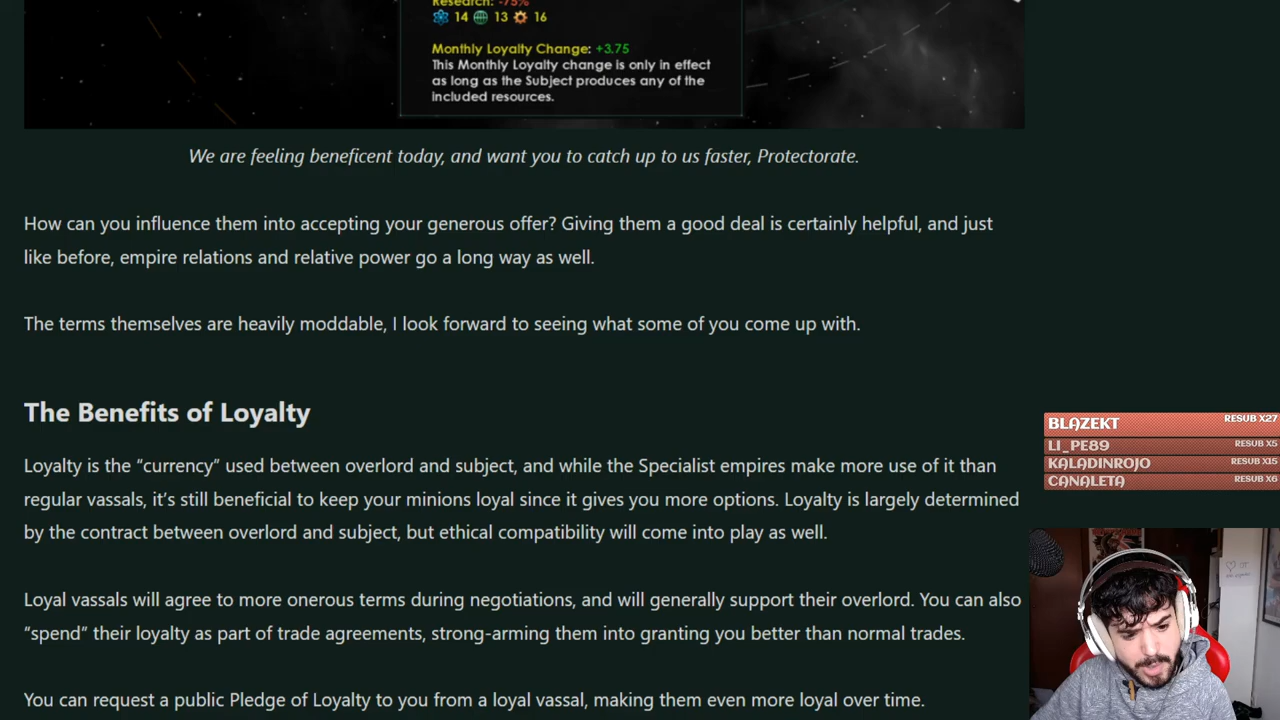 Research: -75%
14 13 16
Monthly Loyalty Change: +3.75
This Monthly Loyalty change is only in effect
as long as the Subject produces any of the
included resources.
We are feeling beneficent today, and want you to catch up to us faster, Protectorate.
How can you influence them into accepting your generous offer? Giving them a good deal is certainly helpful, and just
like before, empire relations and relative power go a long way as well.
The terms themselves are heavily moddable, I look forward to seeing what some of you come up with.
The Benefits of Loyalty
Loyalty is the “currency” used between overlord and subject, and while the Specialist empires make more use of it than
regular vassals, it’s still beneficial to keep your minions loyal since it gives you more options. Loyalty is largely determined
by the contract between overlord and subject, but ethical compatibility will come into play as well.
Loyal vassals will agree to more onerous terms during negotiations, and will generally support their overlord. You can also
“spend” their loyalty as part of trade agreements, strong-arming them into granting you better than normal trades.
You can request a public Pledge of Loyalty to you from a loyal vassal, making them even more loyal over time.
BLAZEKT RESUB X27
LI_PE89 RESUB X5
KALADINROJO RESUB X15
CANALETA RESUB X6